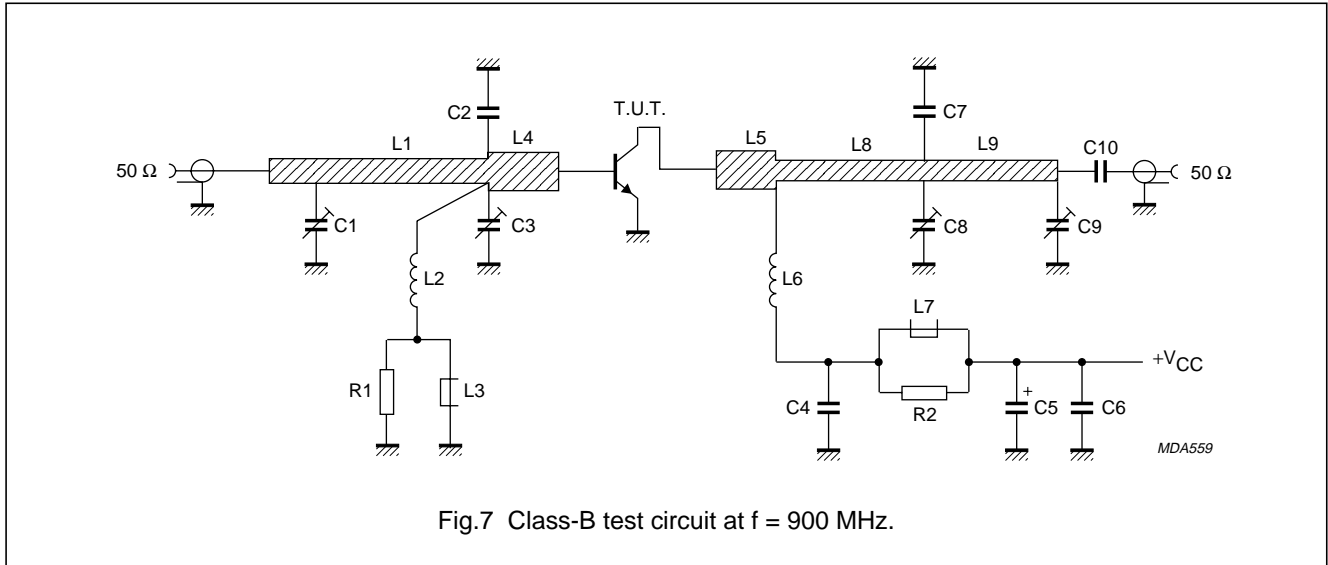 C2
T.U.T.
C7
L1
L4
L5
L8
L9
C10
50 Ω
50 Ω
C1
C3
C8
C9
L2
L6
L7
+VCC
R1
L3
C4
R2
+
C5
C6
MDA559
Fig.7 Class-B test circuit at f = 900 MHz.